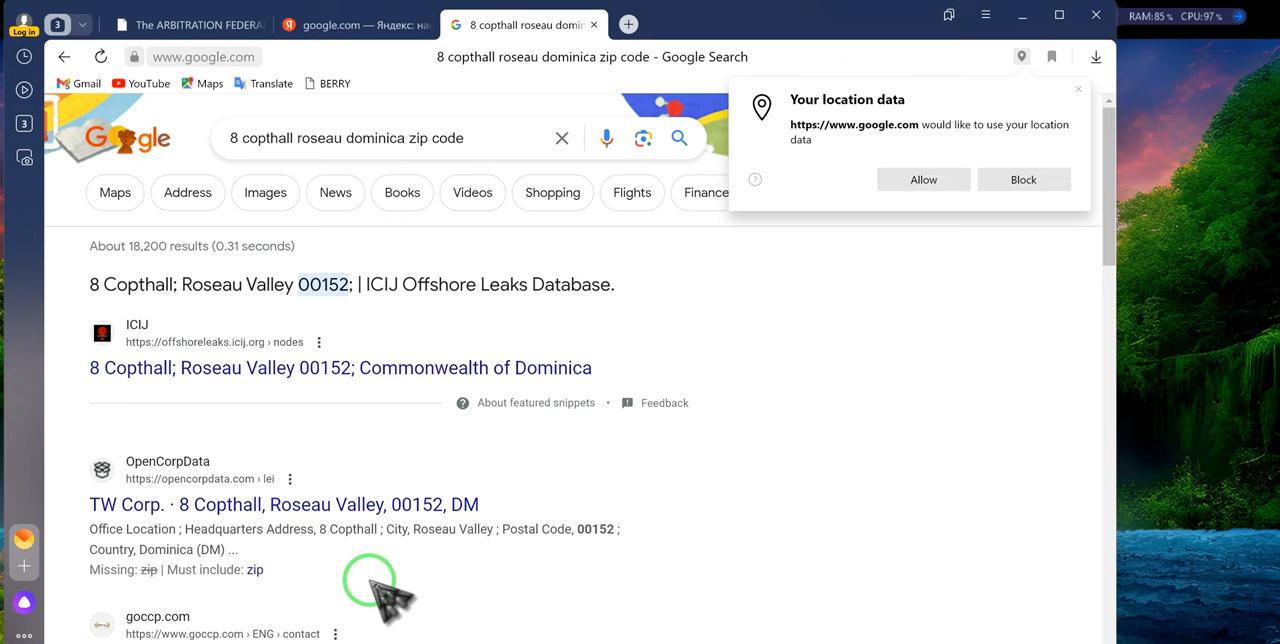 3
The ARBITRATION FEDERA
google.com — Яндекс: на
8 copthall roseau domin
RAM:85 % CPU:97%
Log in
www.google.com
8 copthall roseau dominica zip code - Google Search
Gmail
YouTube
Maps
Translate
BERRY
Your location data
https://www.google.com would like to use your location
data
?
Allow
Block
3
Google
8 copthall roseau dominica zip code
Maps
Address
Images
News
Books
Videos
Shopping
Flights
Finance
About 18,200 results (0.31 seconds)
8 Copthall; Roseau Valley 00152; | ICIJ Offshore Leaks Database.
ICIJ
https://offshoreleaks.icij.org › nodes
8 Copthall; Roseau Valley 00152; Commonwealth of Dominica
About featured snippets • Feedback
OpenCorpData
https://opencorpdata.com › lei
TW Corp. · 8 Copthall, Roseau Valley, 00152, DM
Office Location ; Headquarters Address, 8 Copthall ; City, Roseau Valley ; Postal Code, 00152 ;
Country, Dominica (DM) ...
Missing: zip | Must include: zip
goccp.com
https://www.goccp.com › ENG › contact